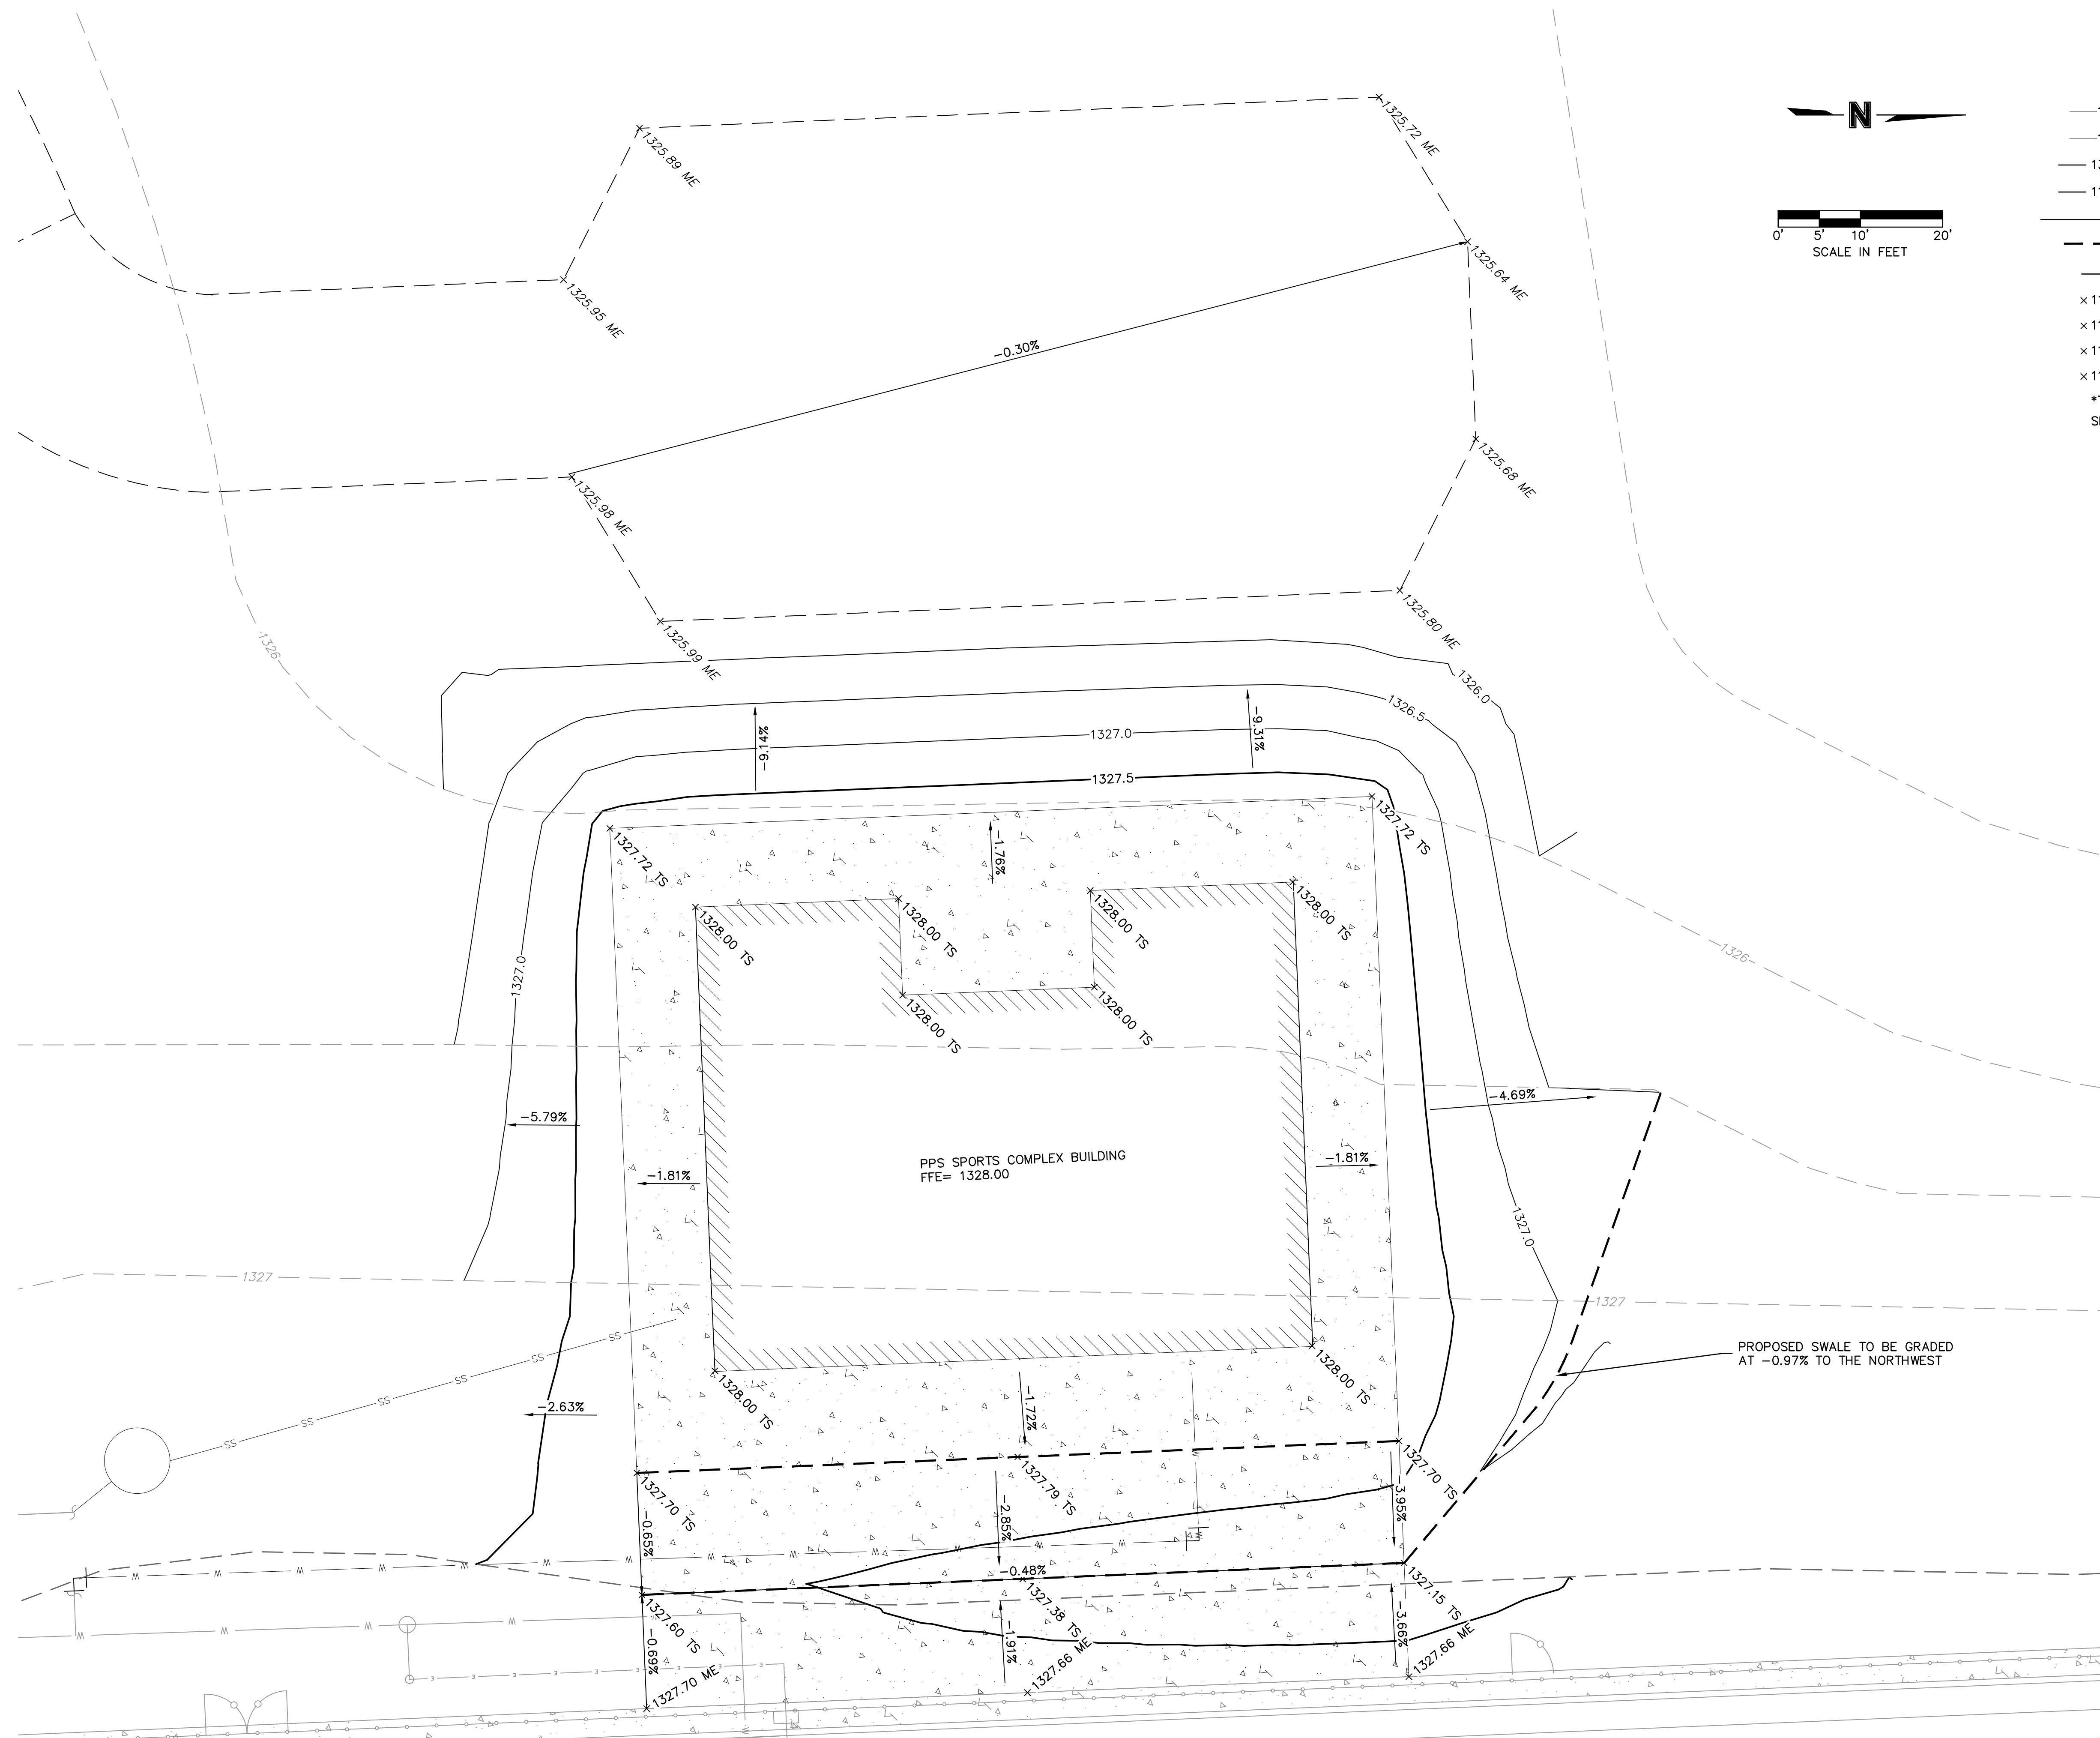 1325.72 ME
N
1325.89 ME
1325.64 ME
0' 5' 10' 20'
SCALE IN FEET
1325.95 ME
-0.30%
1325.68 ME
1325.98 ME
1325.80 ME
1326
1325.99 ME
1326.0
1326.5
-9.14%
-9.31%
1327.0
1327.5
1327.72 TS
1327.72 TS
-1.76%
1328.00 TS
1328.00 TS
1328.00 TS
1328.00 TS
1327.0
1328.00 TS
1328.00 TS
1326
-5.79%
-4.69%
PPS SPORTS COMPLEX BUILDING
FFE= 1328.00
-1.81%
-1.81%
1327.0
1327
1327
SS
SS
SS
SS
SS
SS
PROPOSED SWALE TO BE GRADED
AT -0.97% TO THE NORTHWEST
1328.00 TS
1328.00 TS
-2.63%
-1.72%
1327.70 TS
1327.79 TS
1327.70 TS
-0.65%
-2.85%
-3.95%
-0.48%
1327.60 TS
1327.38 TS
1327.15 TS
-0.69%
-1.91%
-3.66%
1327.70 ME
1327.66 ME
1327.66 ME